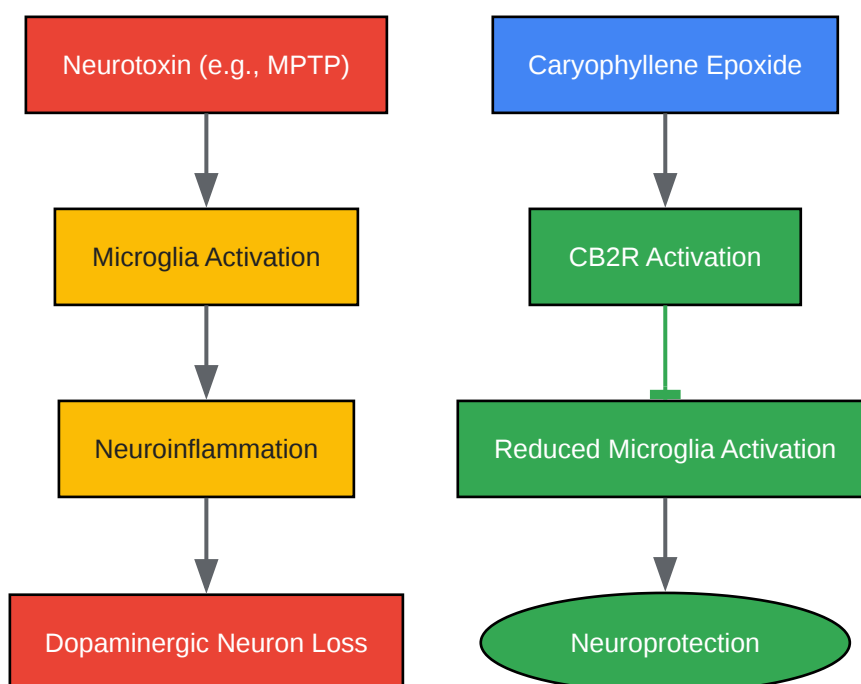 Neurotoxin (e.g., MPTP)
Microglia Activation
Neuroinflammation
Dopaminergic Neuron Loss
Caryophyllene Epoxide
CB2R Activation
Reduced Microglia Activation
Neuroprotection